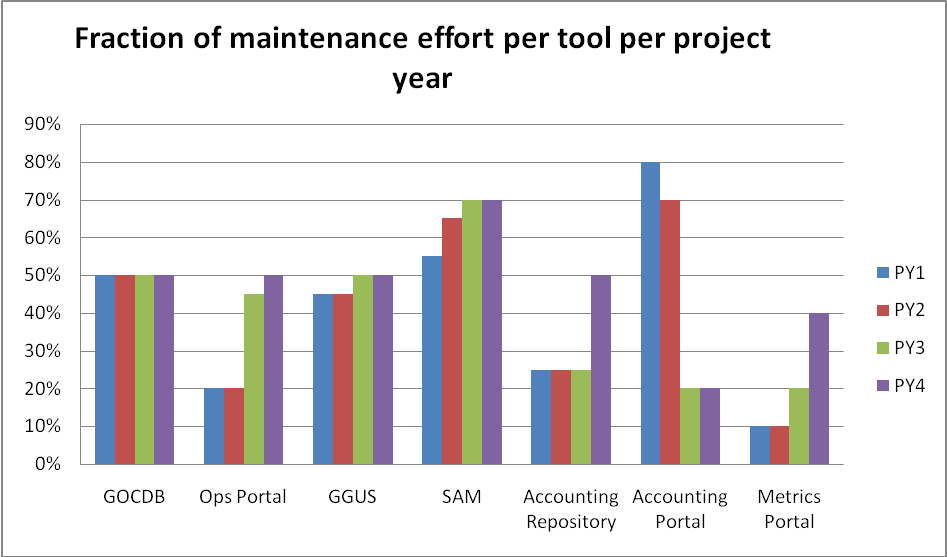 Fraction of maintenance effort per tool per project
year
90%
80%
70%
60%
50%
40%
30%
20%
10%
0%
GOCDB
Ops Portal
GGUS
SAM
Accounting
Repository
Accounting
Portal
Metrics
Portal
PY1
PY2
PY3
PY4